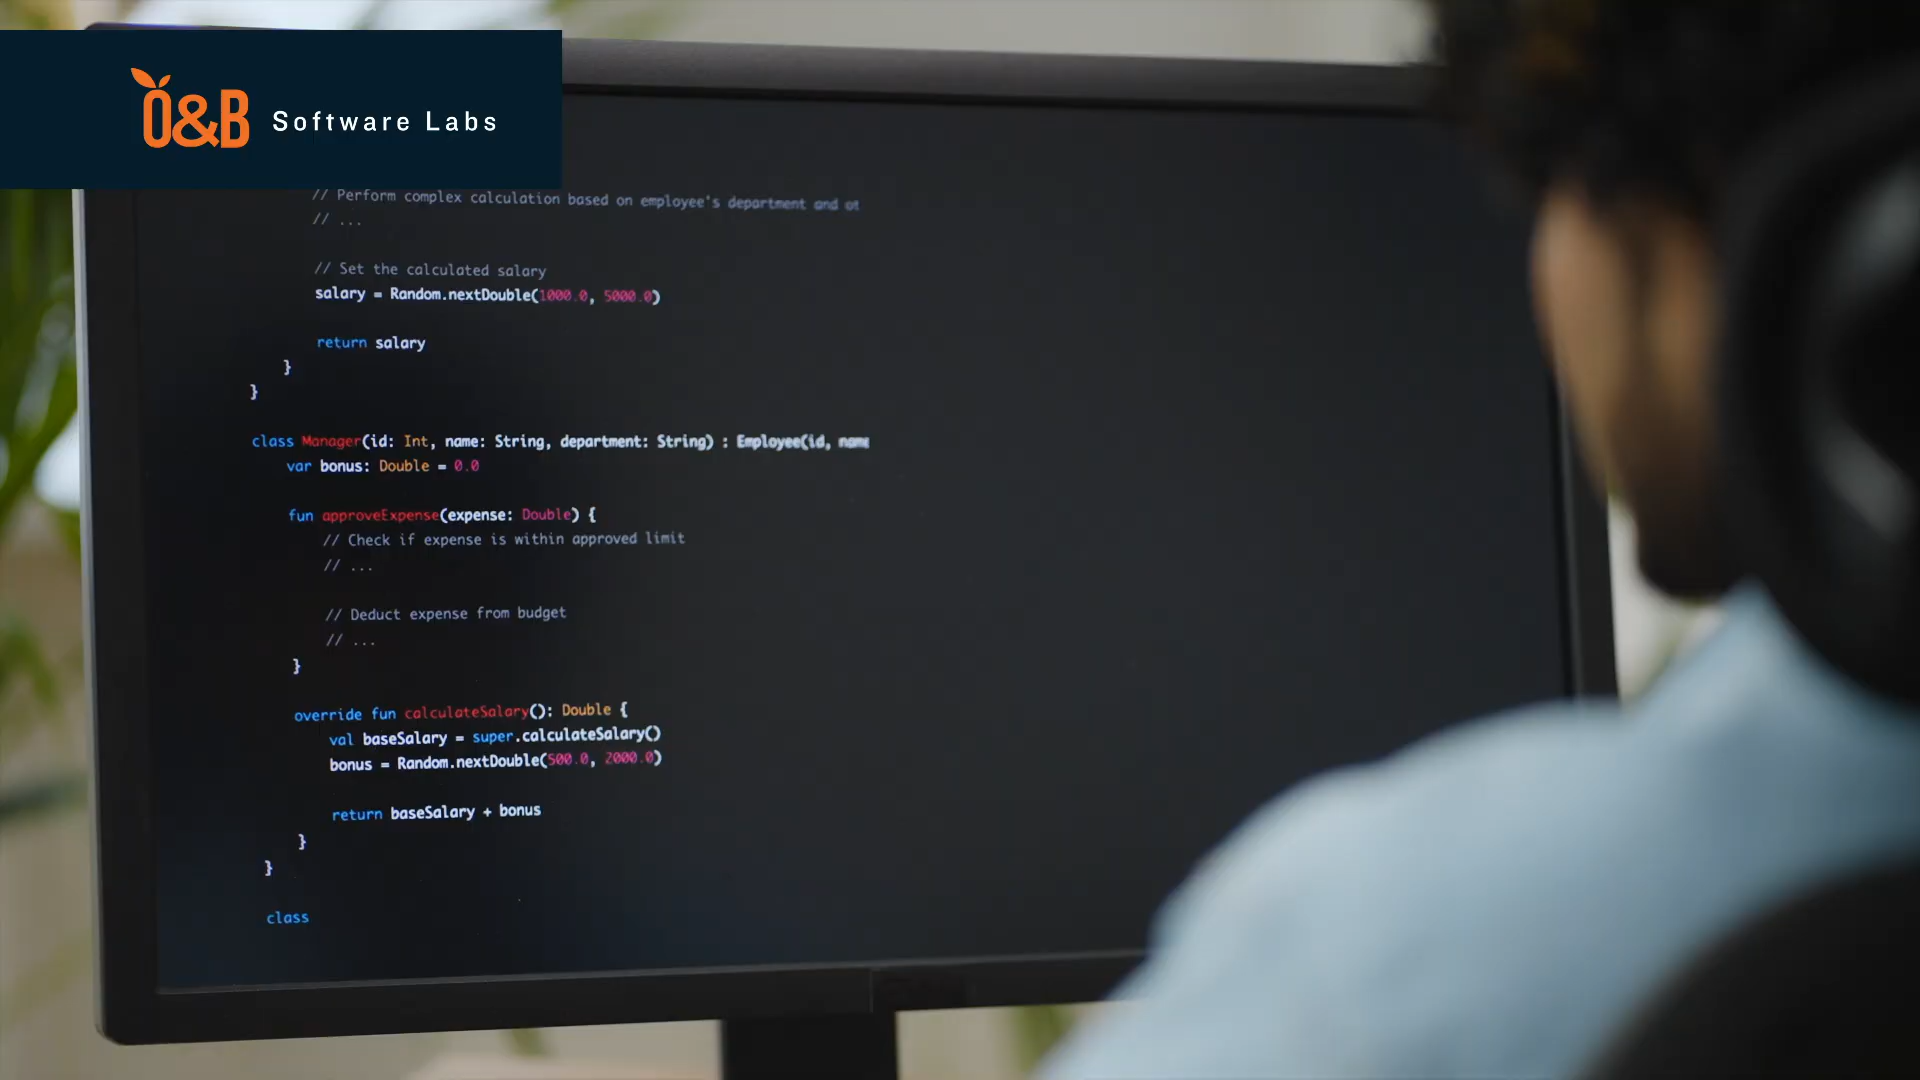 O&B Software Labs
// Perform complex calculation based on employee's department and ot
// ...
// Set the calculated salary
salary = Random.nextDouble(1000.0, 5000.0)
return salary
}
}
class Manager(id: Int, name: String, department: String) : Employee(id, name
var bonus: Double = 0.0
fun approveExpense(expense: Double) {
// Check if expense is within approved limit
// ...
// Deduct expense from budget
// ...
}
override fun calculateSalary(): Double {
val baseSalary = super.calculateSalary()
bonus = Random.nextDouble(500.0, 2000.0)
return baseSalary + bonus
}
}
class